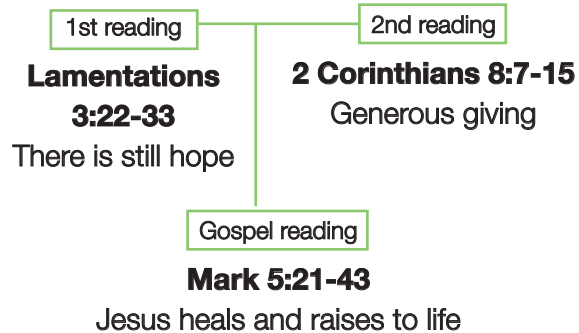 1st reading
Lamentations
3:22-33
There is still hope
2nd reading
2 Corinthians 8:7-15
Generous giving
Gospel reading
Mark 5:21-43
Jesus heals and raises to life